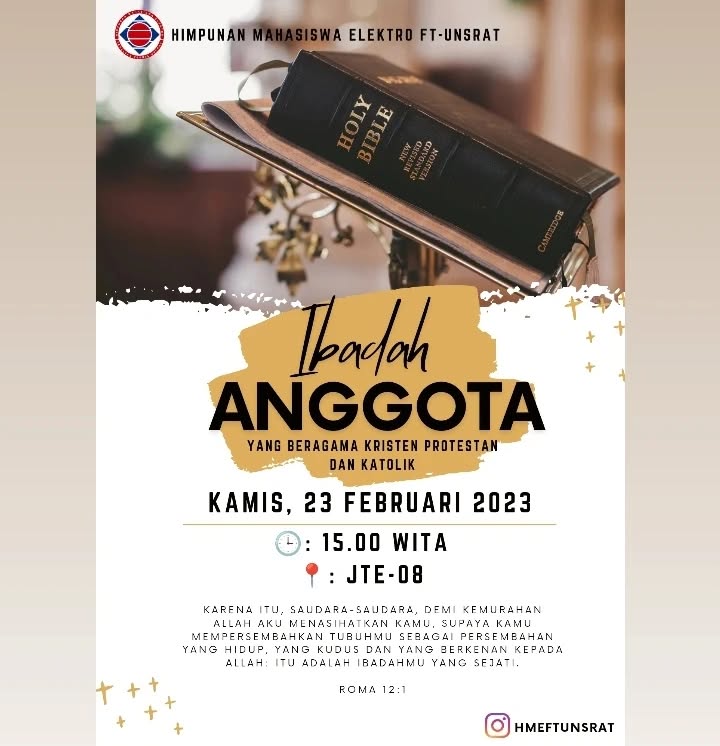 HIMPUNAN MAHASISWA ELEKTRO FT-UNSRAT
HOLY
BIBLE
NEW
REVISED
STANDARD
VERSION
CAMBRIDGE
Ibadah
ANGGOTA
YANG BERAGAMA KRISTEN PROTESTAN
DAN KATOLIK
KAMIS, 23 FEBRUARI 2023
: 15.00 WITA
: JTE-08
KARENA ITU, SAUDARA-SAUDARA, DEMI KEMURAHAN
ALLAH AKU MENASIHATKAN KAMU, SUPAYA KAMU
MEMPERSEMBAHKAN TUBUHMU SEBAGAI PERSEMBAHAN
YANG HIDUP, YANG KUDUS DAN YANG BERKENAN KEPADA
ALLAH: ITU ADALAH IBADAHMU YANG SEJATI.
ROMA 12:1
HMEFTUNSRAT